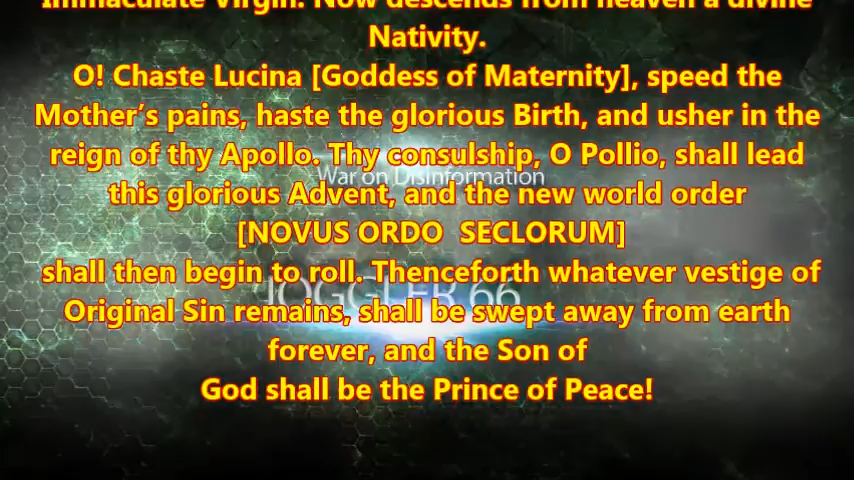 Immaculate Virgin. Now descends from heaven a divine
Nativity.
O! Chaste Lucina [Goddess of Maternity], speed the
Mother’s pains, haste the glorious Birth, and usher in the
reign of thy Apollo. Thy consulship, O Pollio, shall lead
War on Disinformation
this glorious Advent, and the new world order
[NOVUS ORDO  SECLORUM]
shall then begin to roll. Thenceforth whatever vestige of
JOGGLER 66
Original Sin remains, shall be swept away from earth
forever, and the Son of
God shall be the Prince of Peace!